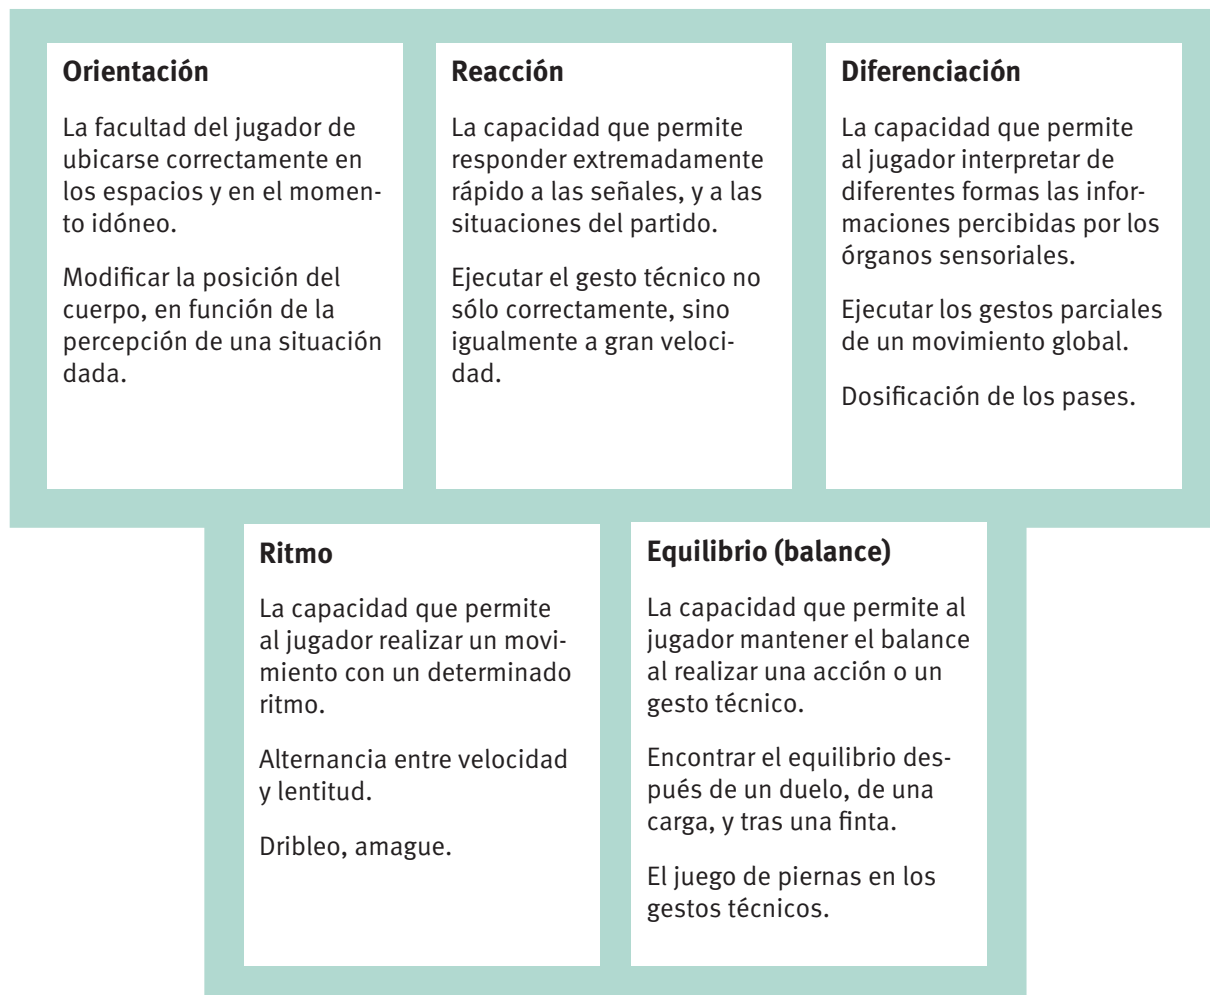 Orientación
La facultad del jugador de
ubicarse correctamente en
los espacios y en el momen-
to idóneo.
Modificar la posición del
cuerpo, en función de la
percepción de una situación
dada.
Reacción
La capacidad que permite
responder extremadamente
rápido a las señales, y a las
situaciones del partido.
Ejecutar el gesto técnico no
sólo correctamente, sino
igualmente a gran veloci-
dad.
Diferenciación
La capacidad que permite
al jugador interpretar de
diferentes formas las infor-
maciones percibidas por los
órganos sensoriales.
Ejecutar los gestos parciales
de un movimiento global.
Dosificación de los pases.
Ritmo
La capacidad que permite
al jugador realizar un movi-
miento con un determinado
ritmo.
Alternancia entre velocidad
y lentitud.
Dribleo, amague.
Equilibrio (balance)
La capacidad que permite al
jugador mantener el balance
al realizar una acción o un
gesto técnico.
Encontrar el equilibrio des-
pués de un duelo, de una
carga, y tras una finta.
El juego de piernas en los
gestos técnicos.